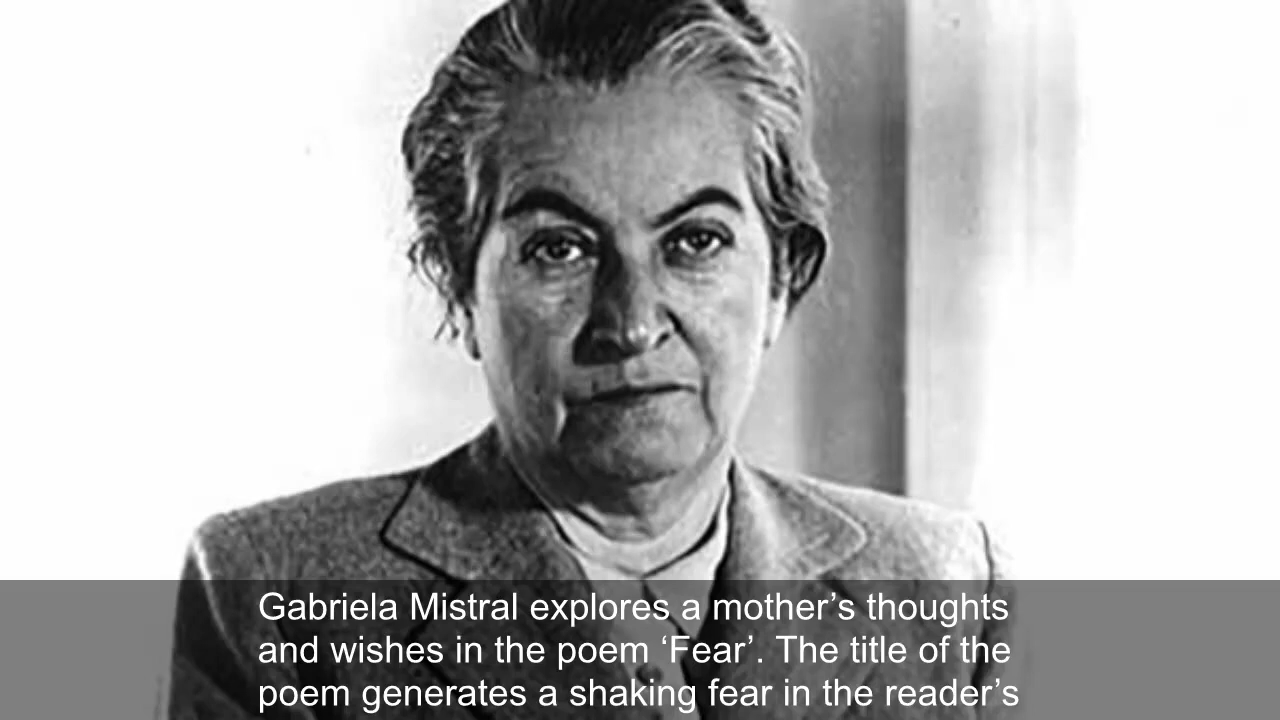 Gabriela Mistral explores a mother’s thoughts
and wishes in the poem ‘Fear’. The title of the
poem generates a shaking fear in the reader’s